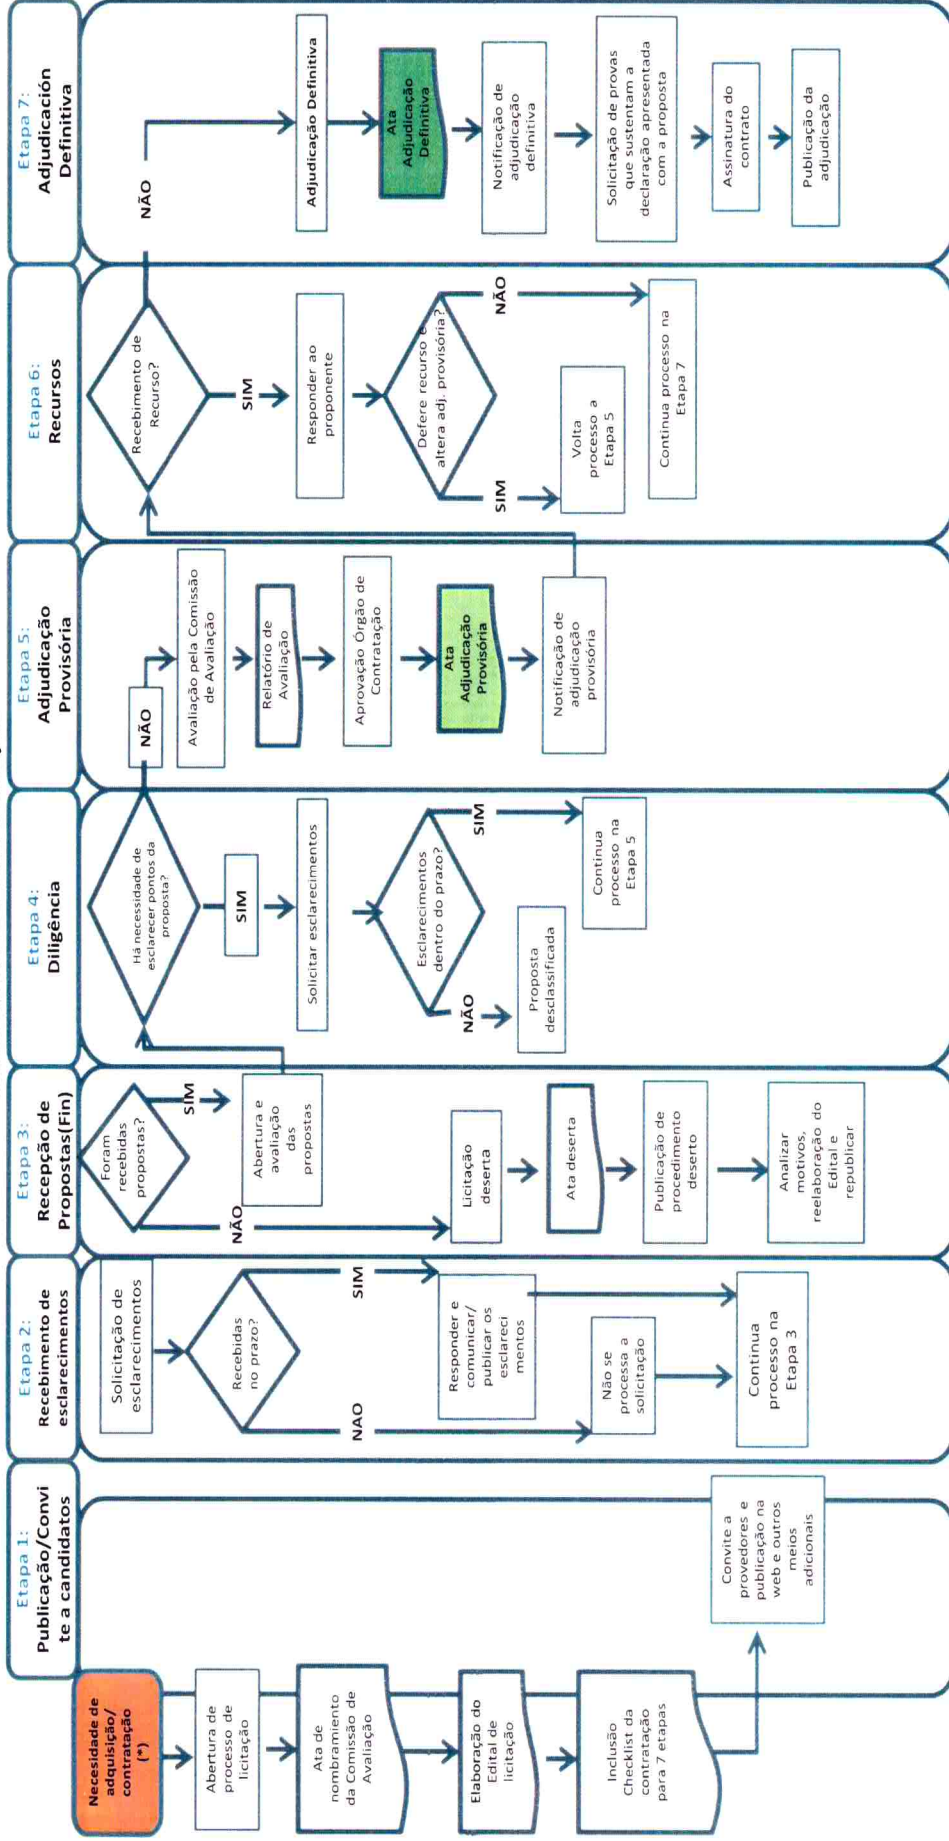 Etapa 1:
Publicação/Convi
te a candidatos
Necesidade de
adquisição/
contratação
(*)
Abertura de
processo de
licitação
Ata de
nombramiento
da Comissão de
Avaliação
Elaboração do
Edital de
licitação
Inclusão
Checklist da
contratação
para 7 etapas
Convite a
provedores e
publicação na
web e outros
meios
adicionais
Etapa 2:
Recebimento de
esclarecimentos
Solicitação de
esclarecimentos
Recebidas
no prazo?
SIM
NAO
Responder e
comunicar/
publicar os
esclareci
mentos
Não se
processa a
solicitação
Continua
processo na
Etapa 3
Etapa 3:
Recepção de
Propostas(Fin)
Foram
recebidas
propostas?
SIM
NÃO
Abertura e
avaliação
das
propostas
Licitação
deserta
Ata deserta
Publicação de
procedimento
deserto
Analizar
motivos,
reelaboração do
Edital e
republicar
Etapa 4:
Diligência
Há necessidade de
esclarecer pontos da
proposta?
SIM
Solicitar esclarecimentos
Esclarecimentos
dentro do prazo?
NÃO
SIM
Proposta
desclassificada
Continua
processo na
Etapa 5
Etapa 5:
Adjudicação
Provisória
NÃO
Avaliação pela Comissão
de Avaliação
Relatório de
Avaliação
Aprovação Órgão de
Contratação
Ata
Adjudicação
Provisória
Notificação de
adjudicação
provisória
Etapa 6:
Recursos
Recebimento de
Recurso?
SIM
Responder ao
proponente
Defere recurso e
altera adj. provisória?
SIM
NÃO
Volta
processo a
Etapa 5
Continua processo na
Etapa 7
Etapa 7:
Adjudicación
Definitiva
NÃO
Adjudicação Definitiva
Ata
Adjudicação
Definitiva
Notificação de
adjudicação
definitiva
Solicitação de provas
que sustentam a
declaração apresentada
com a proposta
Assinatura do
contrato
Publicação da
adjudicação